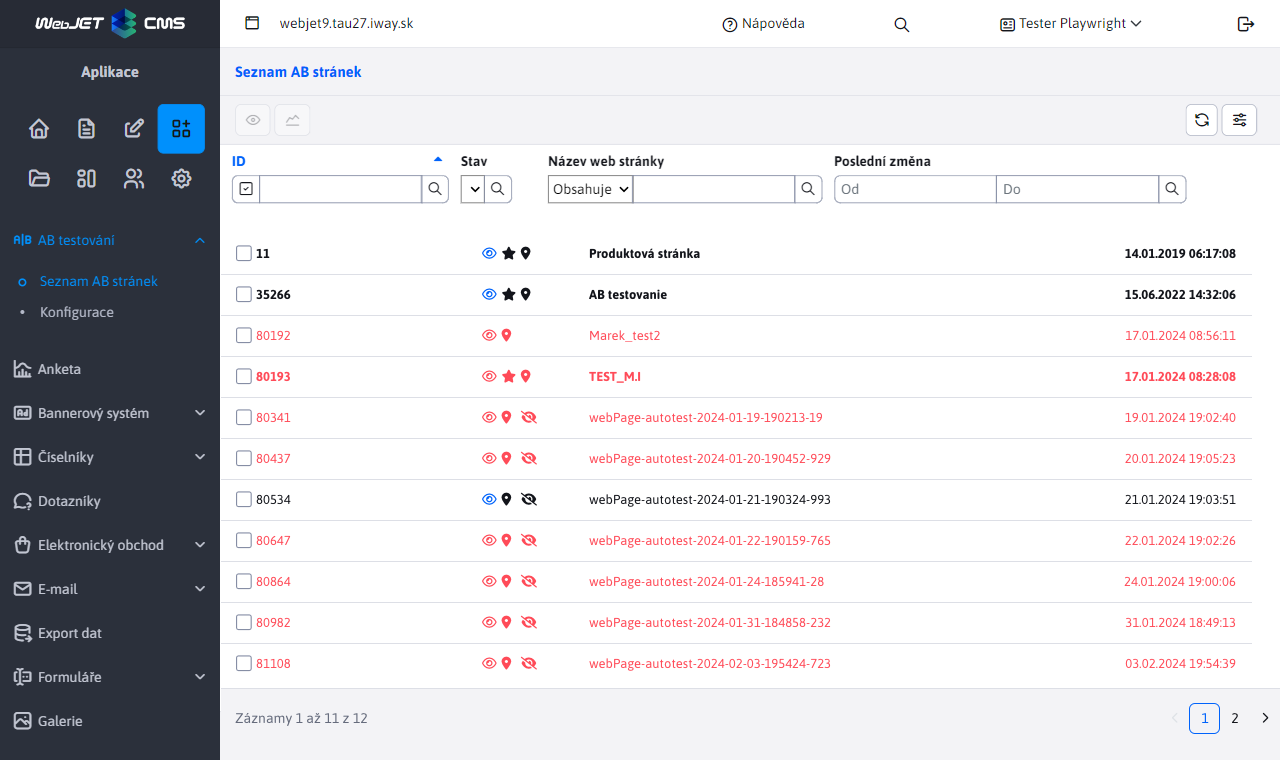 WebJET CMS
webjet9.tau27.iway.sk
Nápověda
Tester Playwright
Aplikace
AB testování
Seznam AB stránek
Konfigurace
Anketa
Bannerový systém
Číselníky
Dotazníky
Elektronický obchod
E-mail
Export dat
Formuláře
Galerie
Seznam AB stránek
ID Stav Název web stránky Poslední změna
Obsahuje Od Do
11 Produktová stránka 14.01.2019 06:17:08
35266 AB testovanie 15.06.2022 14:32:06
80192 Marek_test2 17.01.2024 08:56:11
80193 TEST_M.I 17.01.2024 08:28:08
80341 webPage-autotest-2024-01-19-190213-19 19.01.2024 19:02:40
80437 webPage-autotest-2024-01-20-190452-929 20.01.2024 19:05:23
80534 webPage-autotest-2024-01-21-190324-993 21.01.2024 19:03:51
80647 webPage-autotest-2024-01-22-190159-765 22.01.2024 19:02:26
80864 webPage-autotest-2024-01-24-185941-28 24.01.2024 19:00:06
80982 webPage-autotest-2024-01-31-184858-232 31.01.2024 18:49:13
81108 webPage-autotest-2024-02-03-195424-723 03.02.2024 19:54:39
Záznamy 1 až 11 z 12
1 2